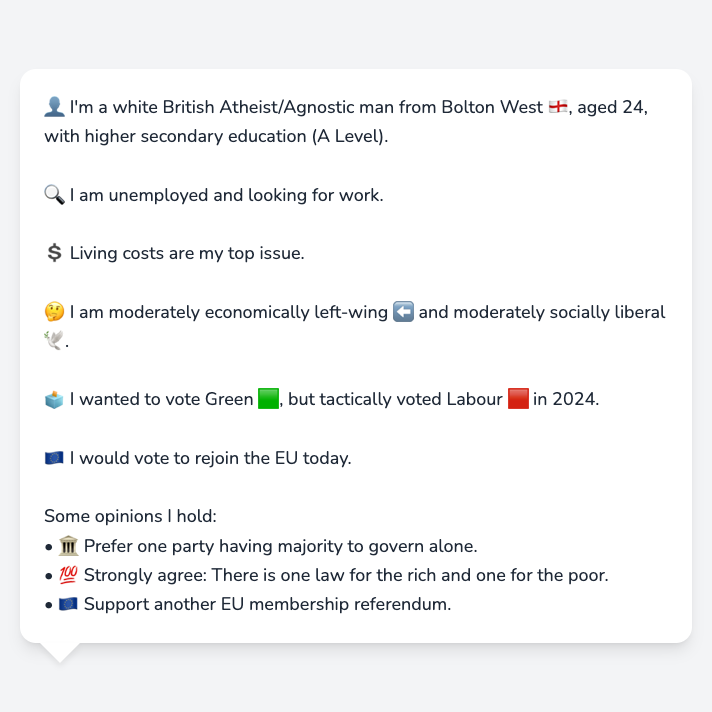 👤 I'm a white British Atheist/Agnostic man from Bolton West 🏴󠁧󠁢󠁥󠁮󠁧󠁿, aged 24,
with higher secondary education (A Level).
🔍 I am unemployed and looking for work.
💲 Living costs are my top issue.
🤔 I am moderately economically left-wing ⬅️ and moderately socially liberal
🕊️.
🗳️ I wanted to vote Green 🟩, but tactically voted Labour 🟥 in 2024.
🇪🇺 I would vote to rejoin the EU today.
Some opinions I hold:
• 🏛️ Prefer one party having majority to govern alone.
• 💯 Strongly agree: There is one law for the rich and one for the poor.
• 🇪🇺 Support another EU membership referendum.